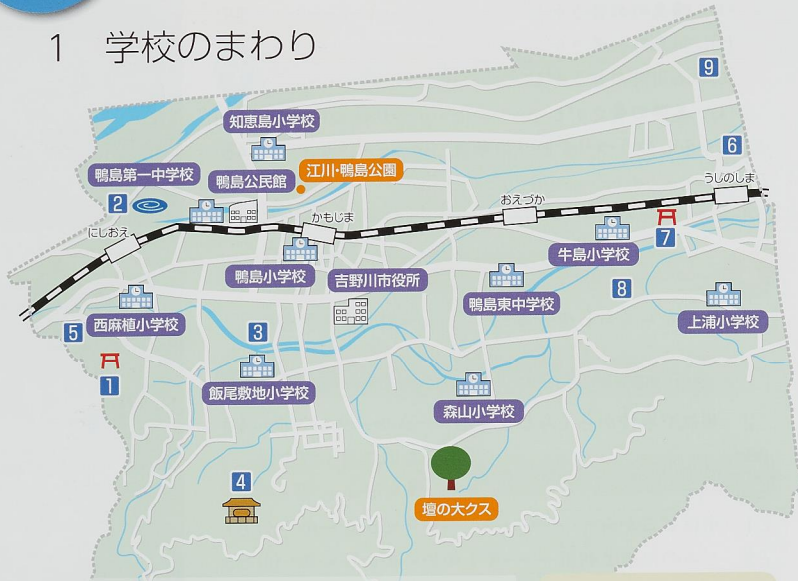 1 学校のまわり
9
知恵島小学校
6
江川・鴨島公園
鴨島第一中学校
鴨島公民館
うじのしま
2
おえづか
かもじま
にしおえ
7
牛島小学校
鴨島小学校
吉野川市役所
鴨島東中学校
8
西麻植小学校
上浦小学校
5
3
1
飯尾敷地小学校
森山小学校
4
壇の大クス